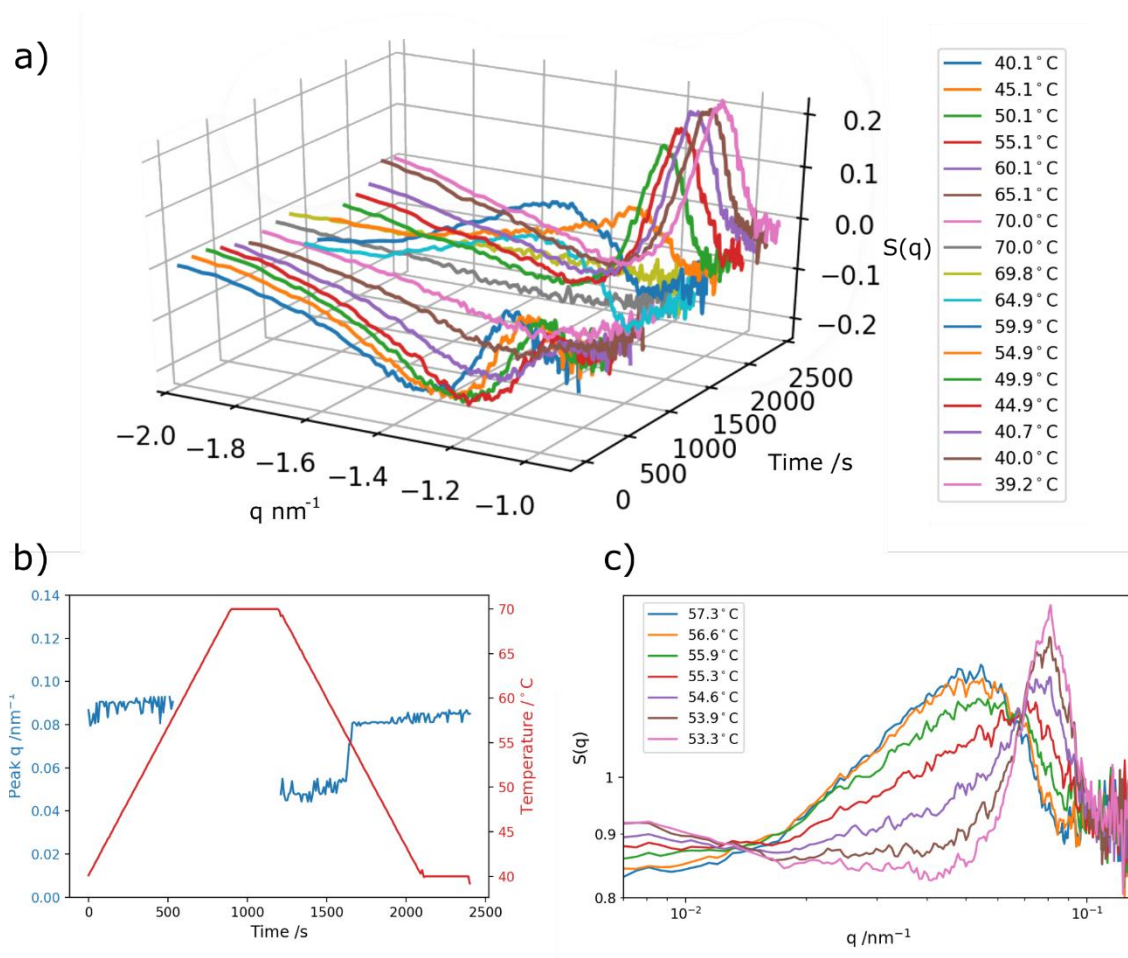 a)
0.2
0.1
0.0
−0.1
−0.2
S(q)
−2.0
−1.8
−1.6
−1.4
−1.2
−1.0
q nm⁻¹
0
500
1000
1500
2000
2500
Time /s
40.1°C
45.1°C
50.1°C
55.1°C
60.1°C
65.1°C
70.0°C
70.0°C
69.8°C
64.9°C
59.9°C
54.9°C
49.9°C
44.9°C
40.7°C
40.0°C
39.2°C
b)
0.14
0.12
0.10
0.08
0.06
0.04
0.02
0.00
Peak q /nm⁻¹
70
65
60
55
50
45
40
Temperature /°C
0
500
1000
1500
2000
2500
Time /s
c)
57.3°C
56.6°C
55.9°C
55.3°C
54.6°C
53.9°C
53.3°C
S(q)
1
0.9
0.8
10⁻²
10⁻¹
q /nm⁻¹